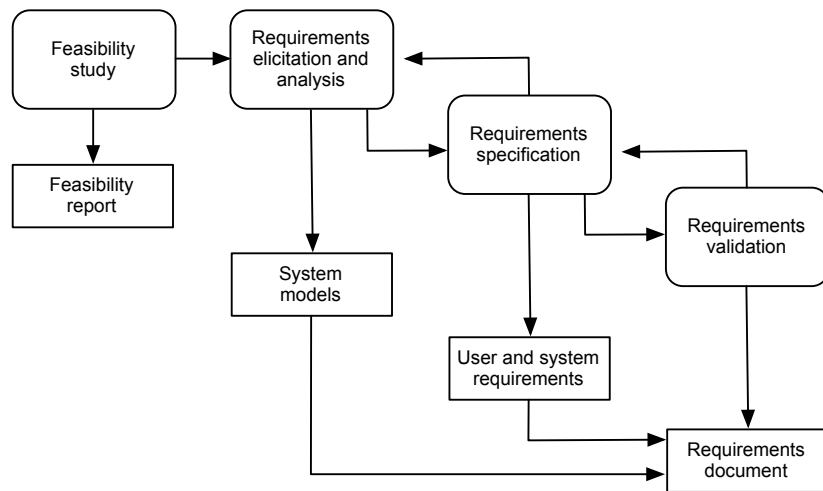 Feasibility
study
Requirements
elicitation and
analysis
Requirements
specification
Feasibility
report
Requirements
validation
System
models
User and system
requirements
Requirements
document